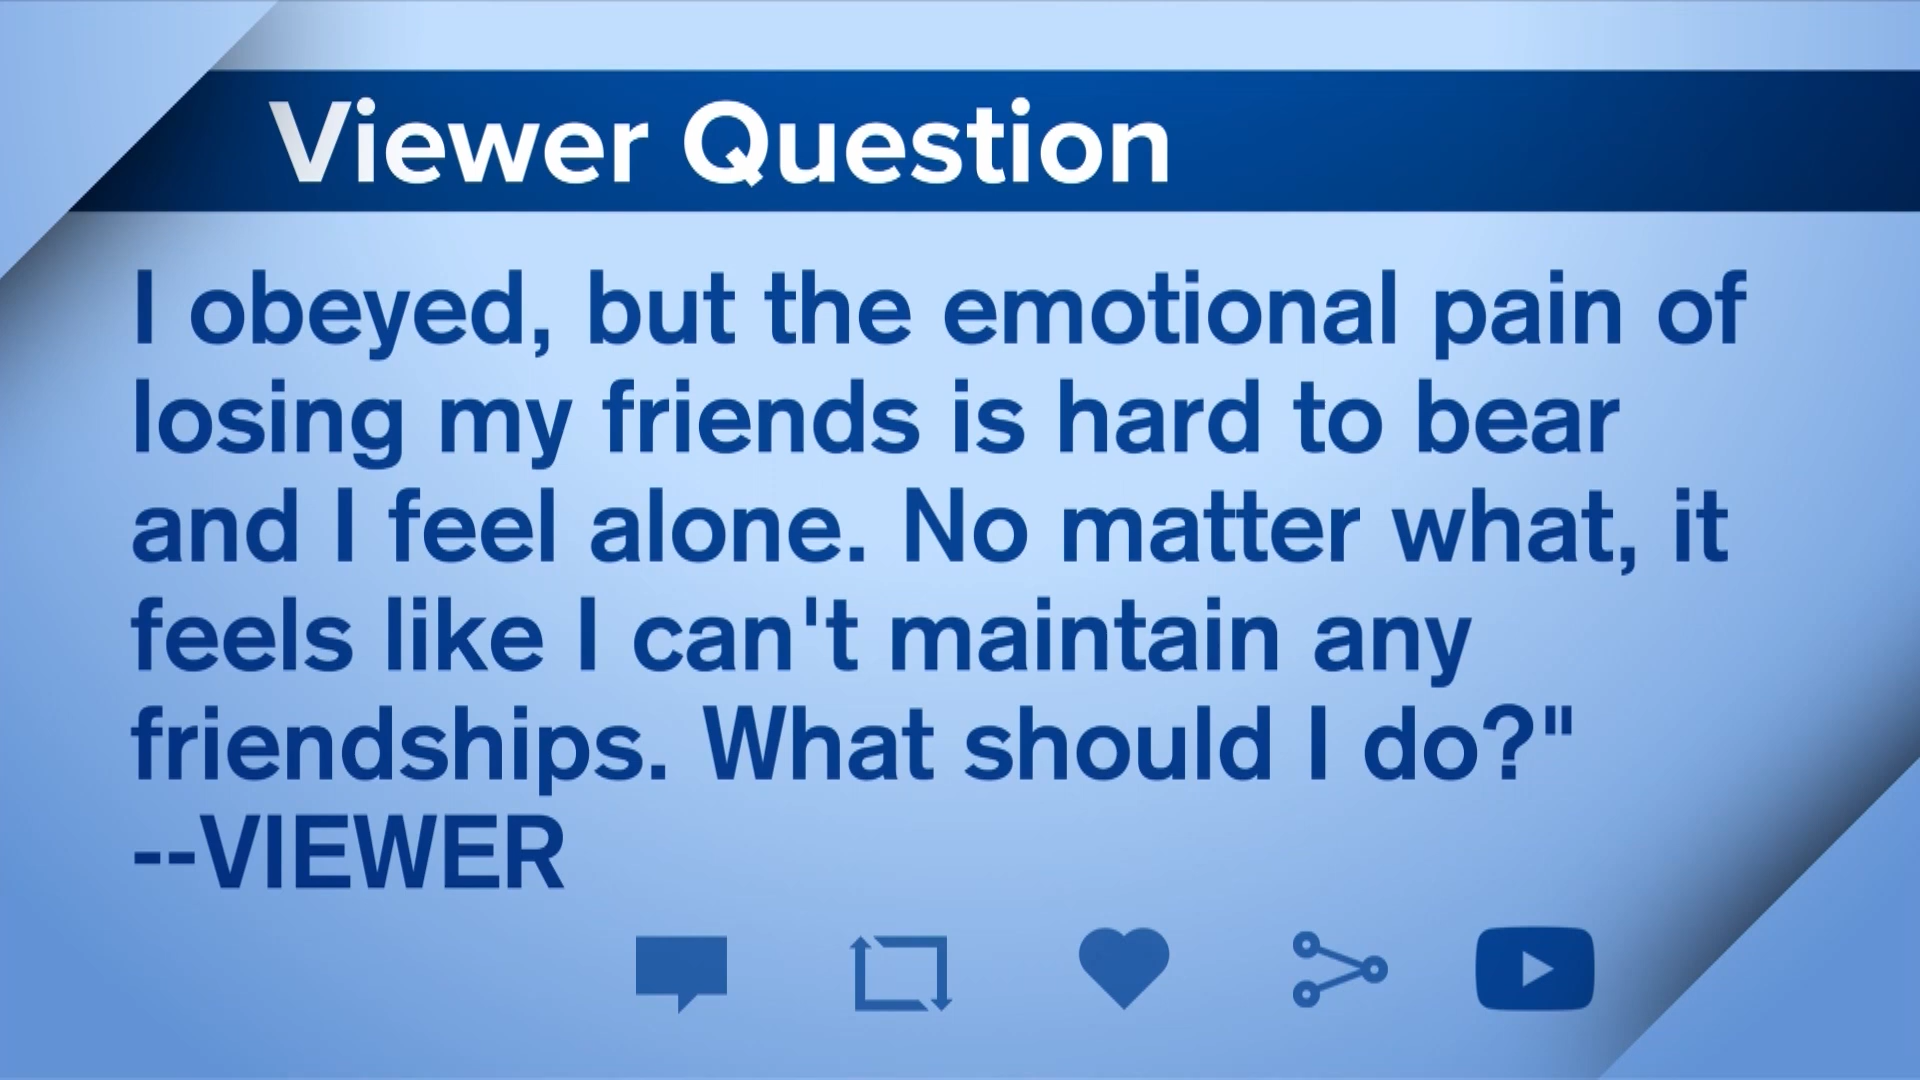 Viewer Question
I obeyed, but the emotional pain of
losing my friends is hard to bear
and I feel alone. No matter what, it
feels like I can't maintain any
friendships. What should I do?"
--VIEWER